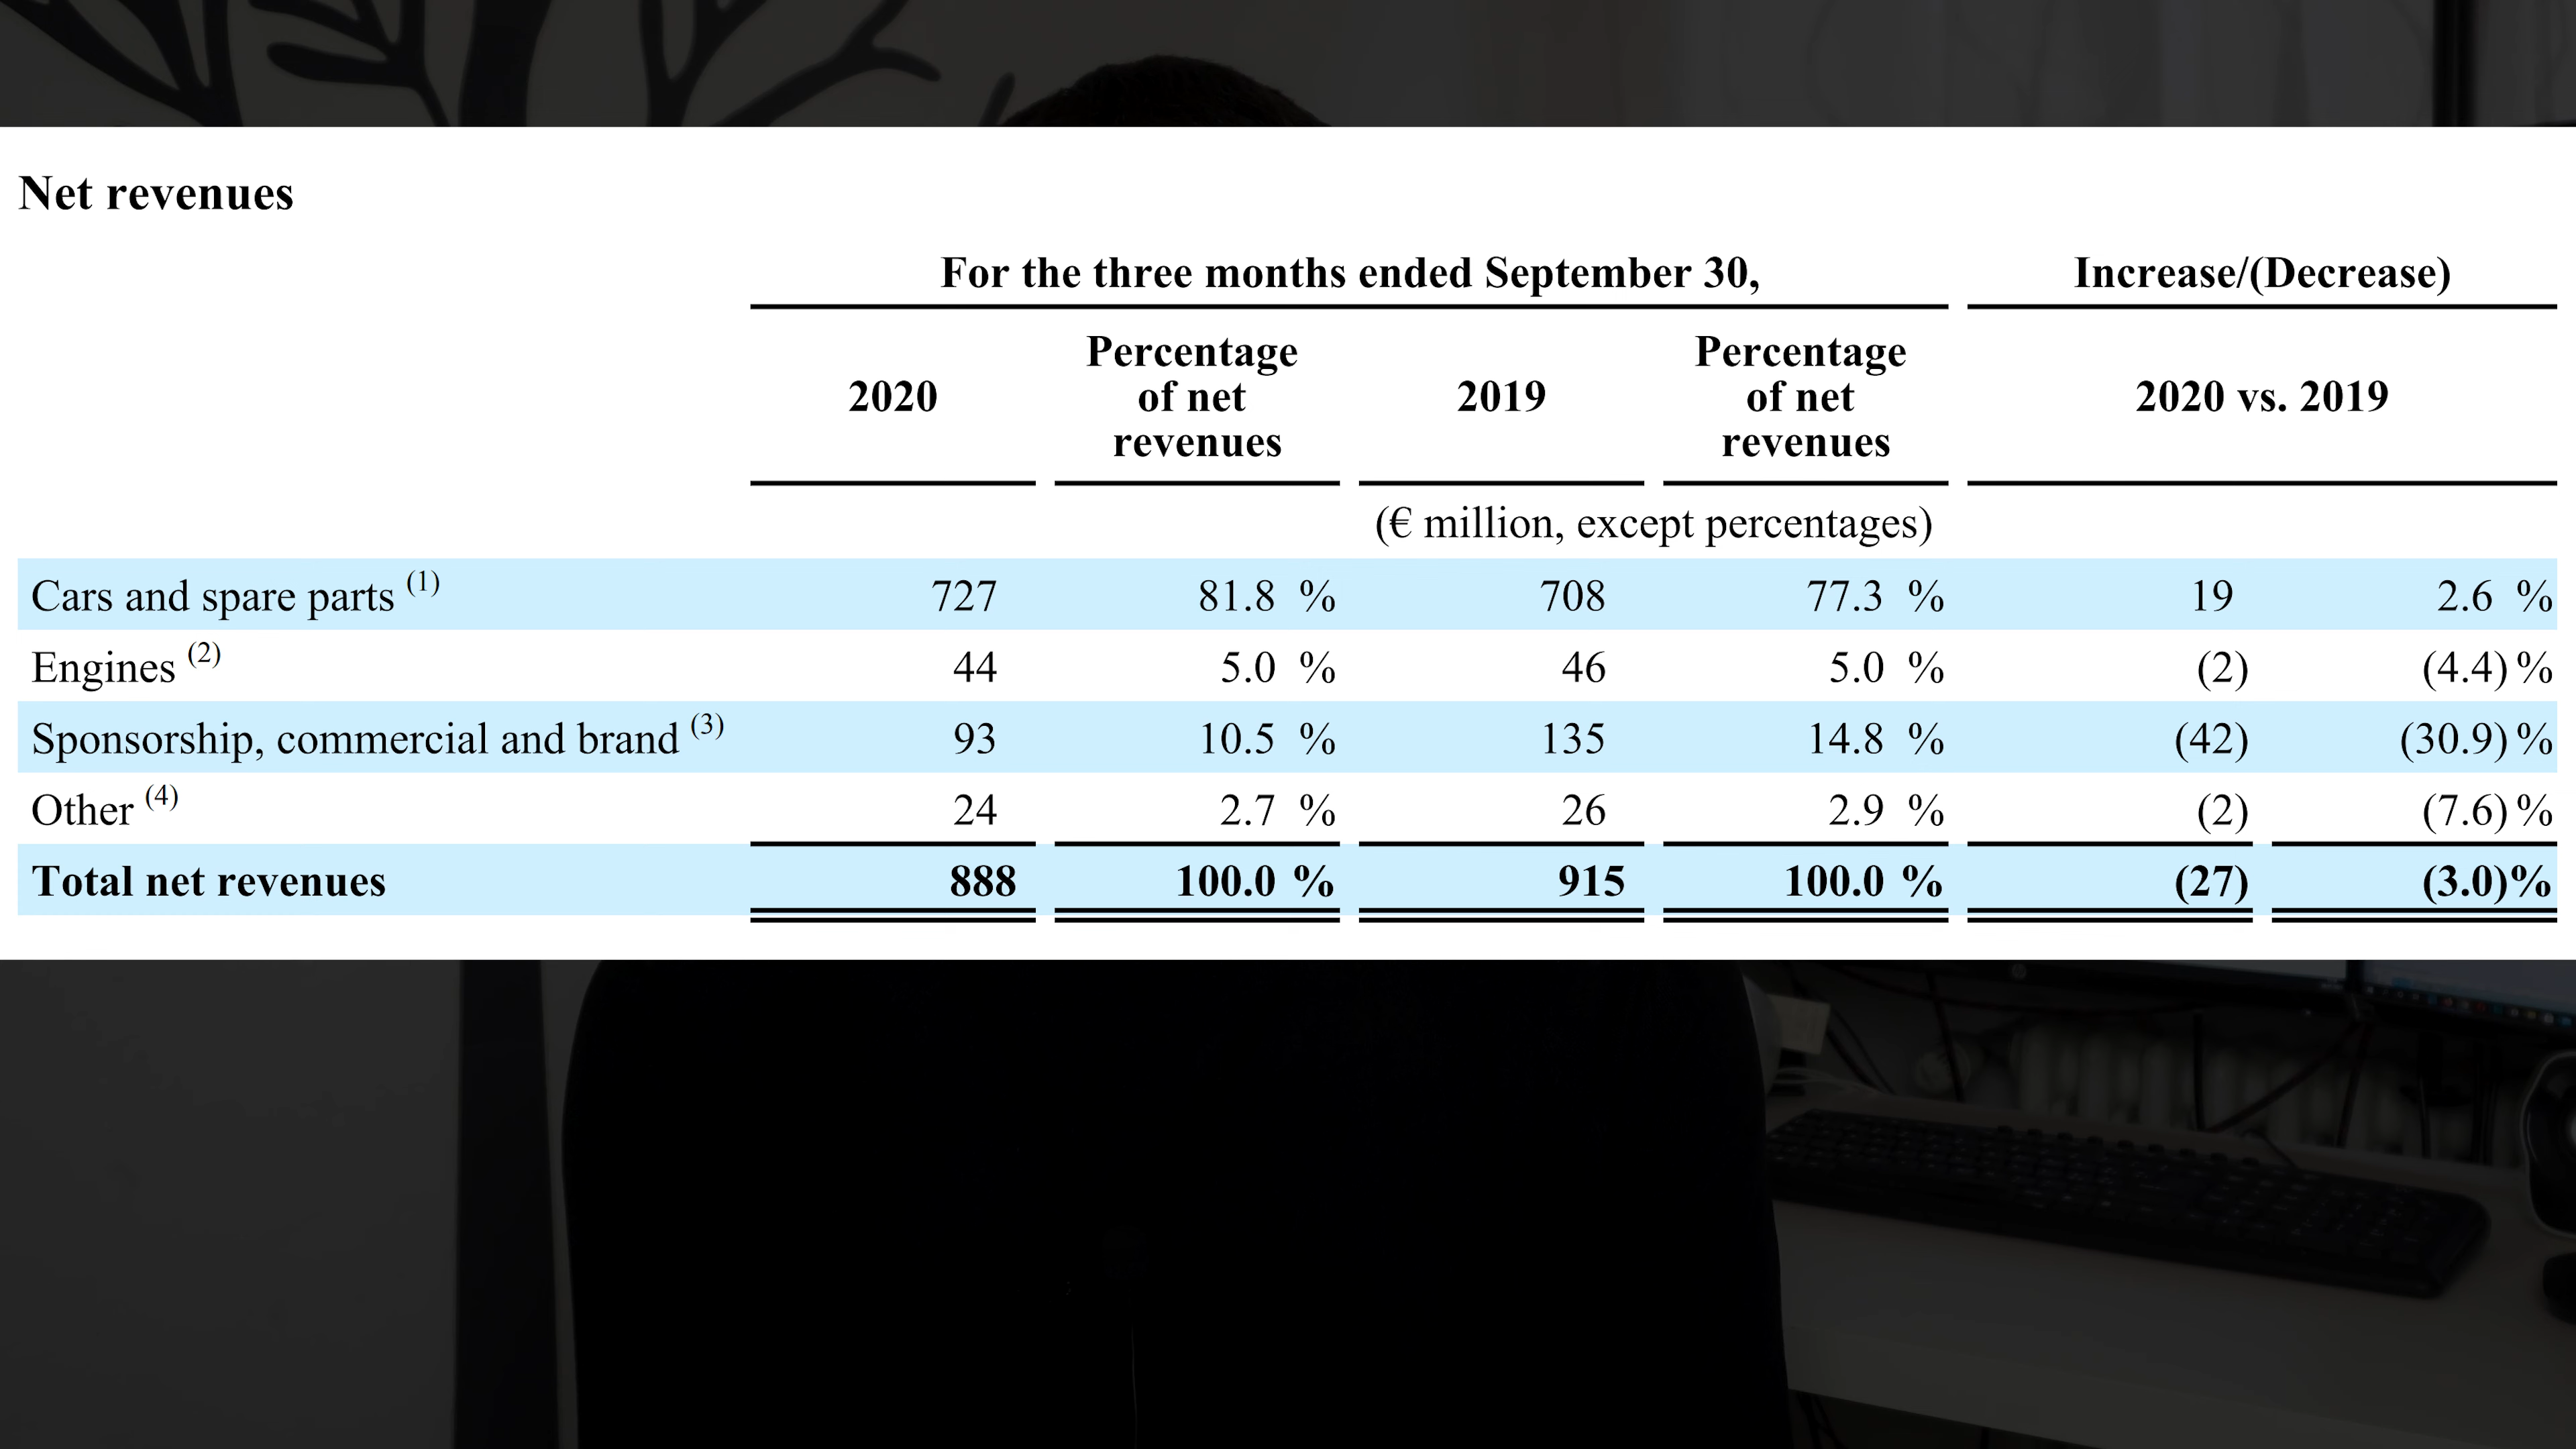 Net revenues
For the three months ended September 30, Increase/(Decrease)
2020 Percentage of net revenues 2019 Percentage of net revenues 2020 vs. 2019
(€ million, except percentages)
Cars and spare parts (1) 727 81.8 % 708 77.3 % 19 2.6 %
Engines (2) 44 5.0 % 46 5.0 % (2) (4.4) %
Sponsorship, commercial and brand (3) 93 10.5 % 135 14.8 % (42) (30.9) %
Other (4) 24 2.7 % 26 2.9 % (2) (7.6) %
Total net revenues 888 100.0 % 915 100.0 % (27) (3.0)%